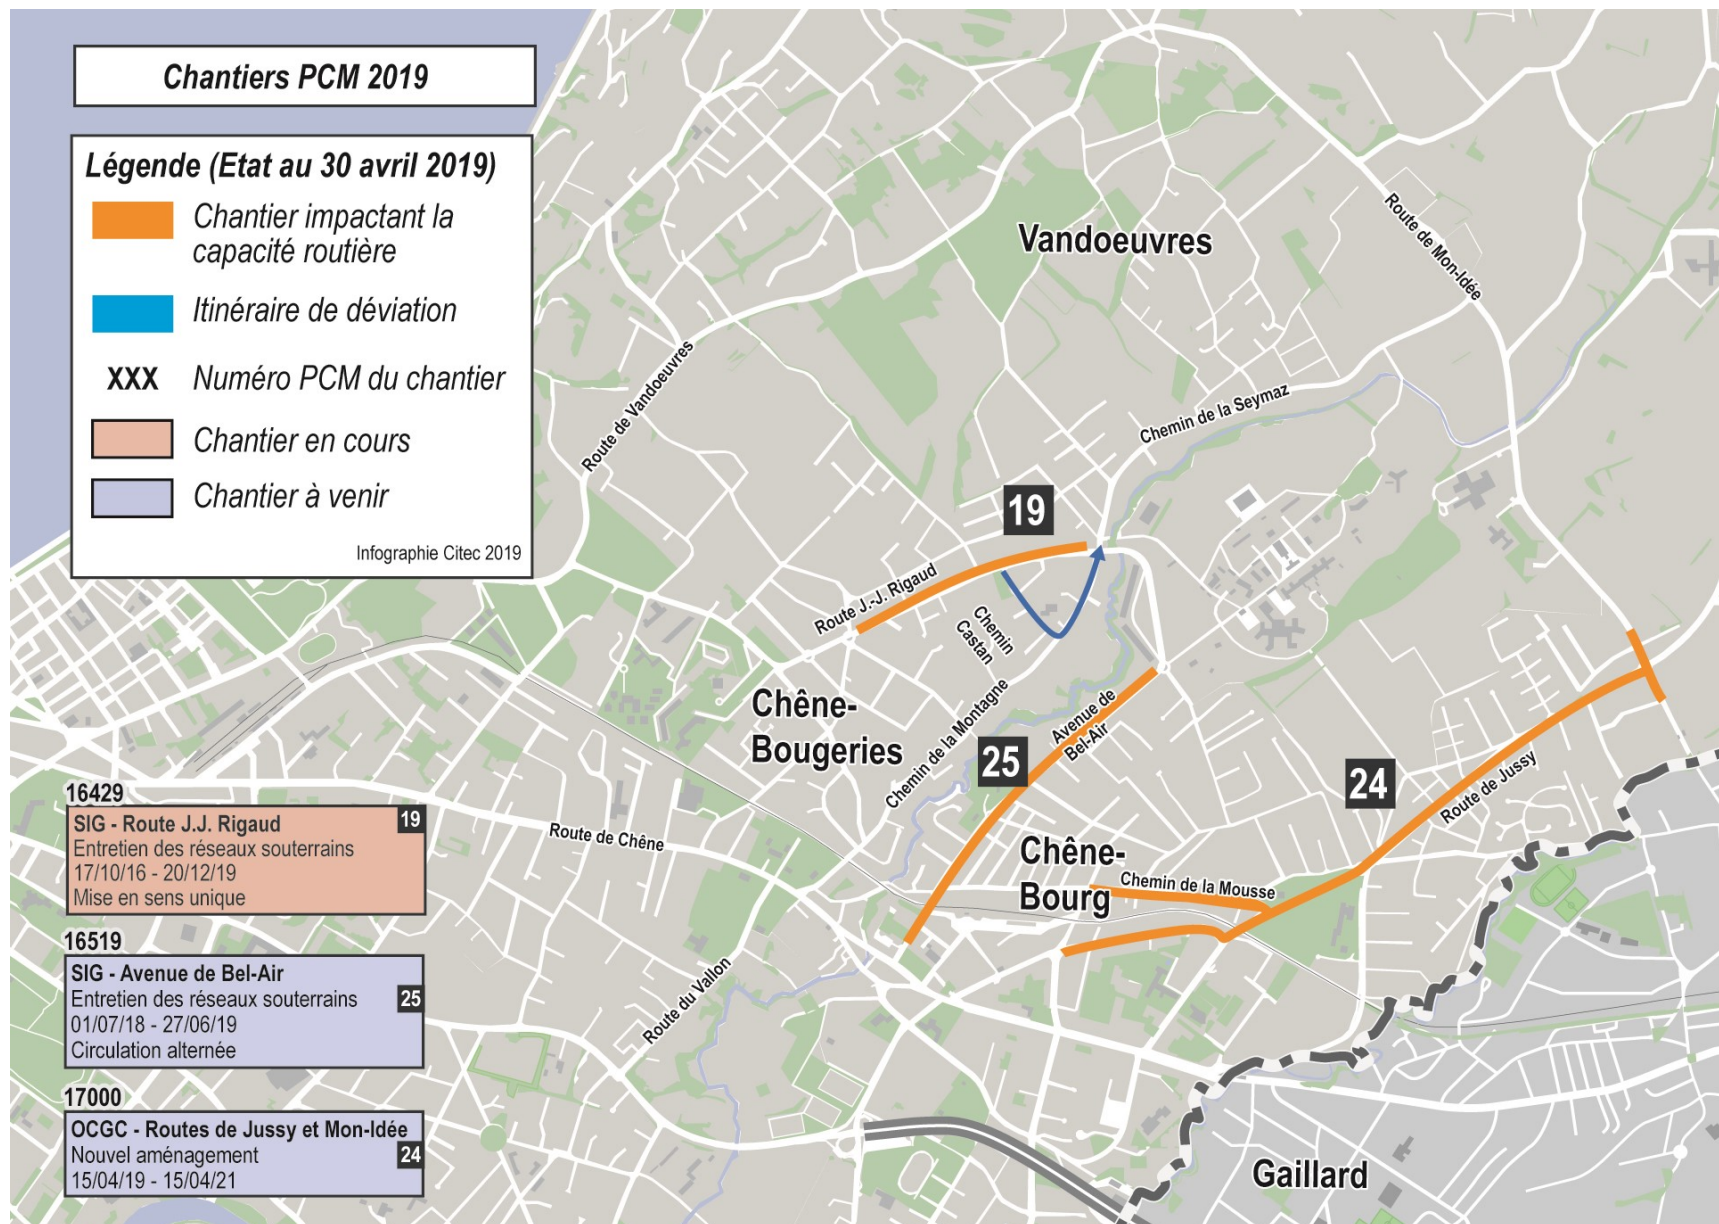 Chantiers PCM 2019
Légende (Etat au 30 avril 2019)
Chantier impactant la
capacité routière
Itinéraire de déviation
XXX Numéro PCM du chantier
Chantier en cours
Chantier à venir
Infographie Citec 2019
Vandoeuvres
Route de Mon-Idée
Route de Vandoeuvres
Chemin de la Seymaz
19
Route J.-J. Rigaud
Chemin
Castan
Chêne-
Bougeries
Chemin de la Montagne
Avenue de
Bel-Air
25
24
Route de Jussy
Route de Chêne
Chêne-
Bourg
Chemin de la Mousse
Route du Vallon
Gaillard
16429
SIG - Route J.J. Rigaud 19
Entretien des réseaux souterrains
17/10/16 - 20/12/19
Mise en sens unique
16519
SIG - Avenue de Bel-Air
Entretien des réseaux souterrains 25
01/07/18 - 27/06/19
Circulation alternée
17000
OCGC - Routes de Jussy et Mon-Idée
Nouvel aménagement 24
15/04/19 - 15/04/21